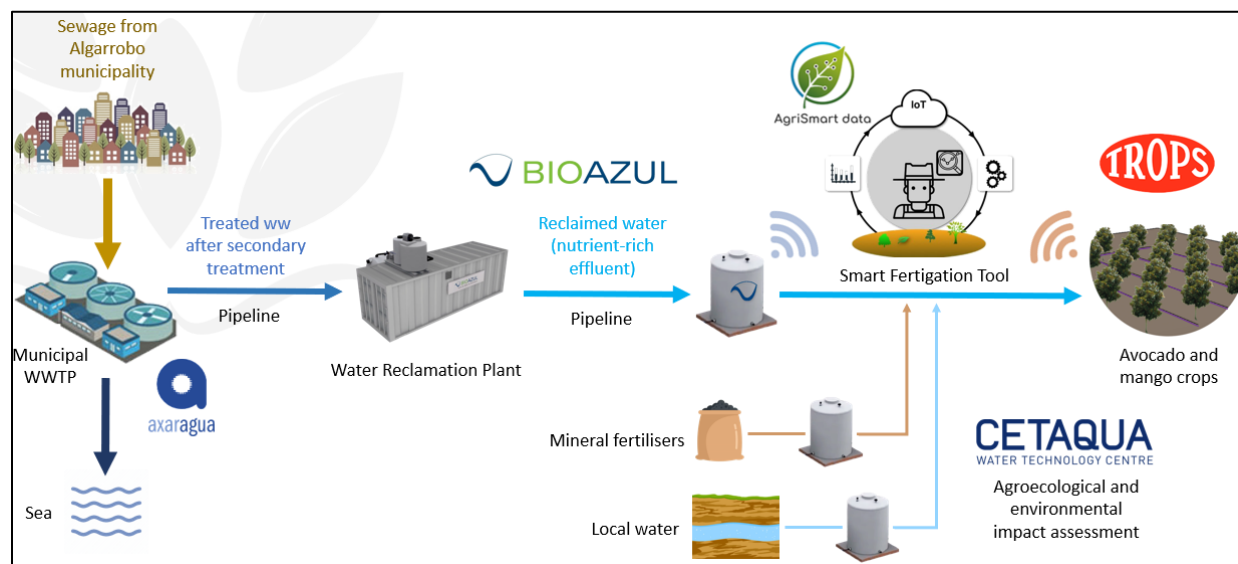 Sewage from
Algarrobo
municipality
AgriSmart data
IoT
TROPS
BIOAZUL
Treated ww
after secondary
treatment
Reclaimed water
(nutrient-rich
effluent)
BIOAZUL
Smart Fertigation Tool
Pipeline
Pipeline
Municipal
WWTP
Water Reclamation Plant
Avocado and
mango crops
axaragua
Mineral fertilisers
CETAQUA
WATER TECHNOLOGY CENTRE
Agroecological and
environmental
impact assessment
Sea
Local water